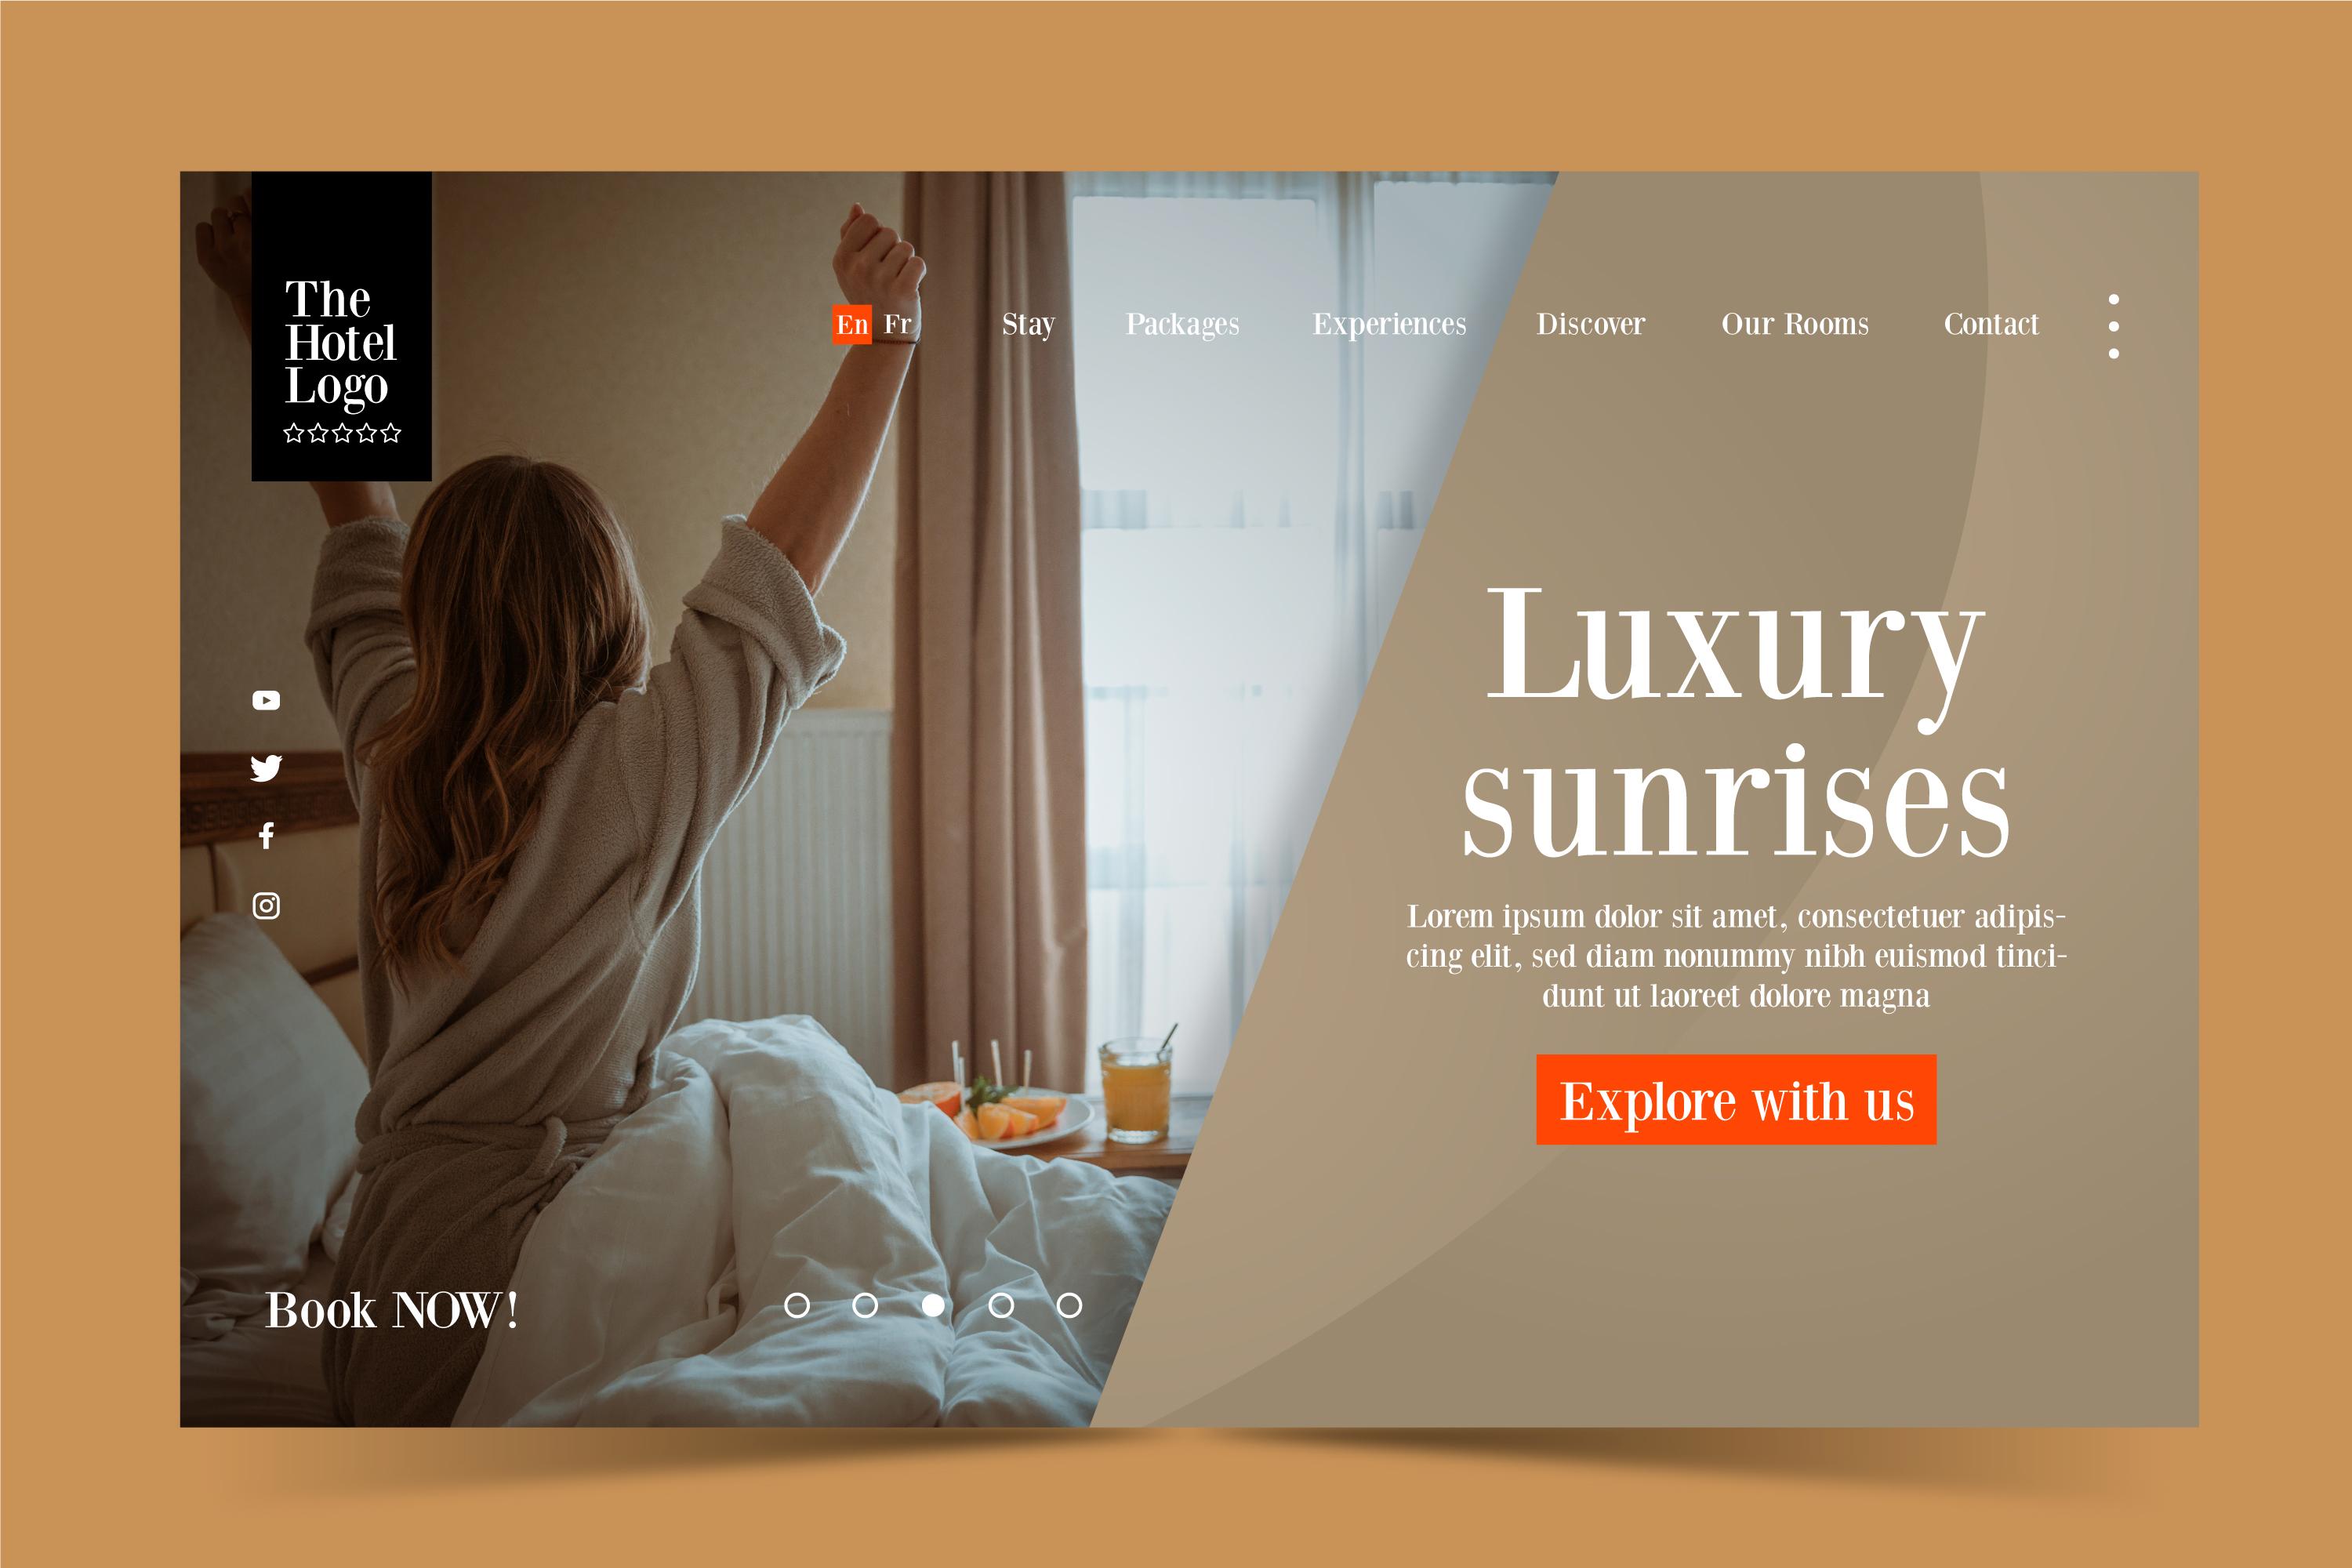 The
Hotel
Logo
En Fr Stay Packages Experiences Discover Our Rooms Contact
Luxury
sunrises
Lorem ipsum dolor sit amet, consectetuer adipis-
cing elit, sed diam nonummy nibh euismod tinci-
dunt ut laoreet dolore magna
Explore with us
Book NOW!